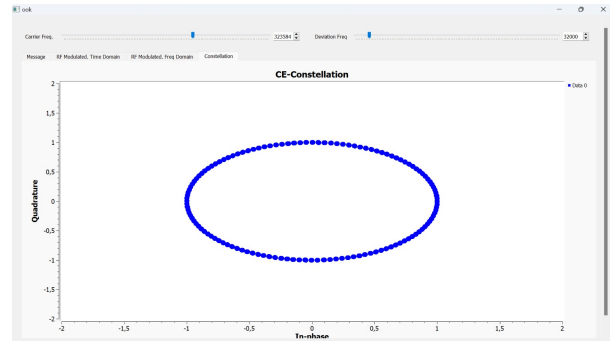 ook
Carrier Freq. 323584 Deviation Freq 32000
Message RF Modulated, Time Domain RF Modulated, Freq Domain Constellation
CE-Constellation
Data 0
2
1,5
1
0,5
0
-0,5
-1
-1,5
-2
Quadrature
-2 -1,5 -1 -0,5 0 0,5 1 1,5 2
In-phase